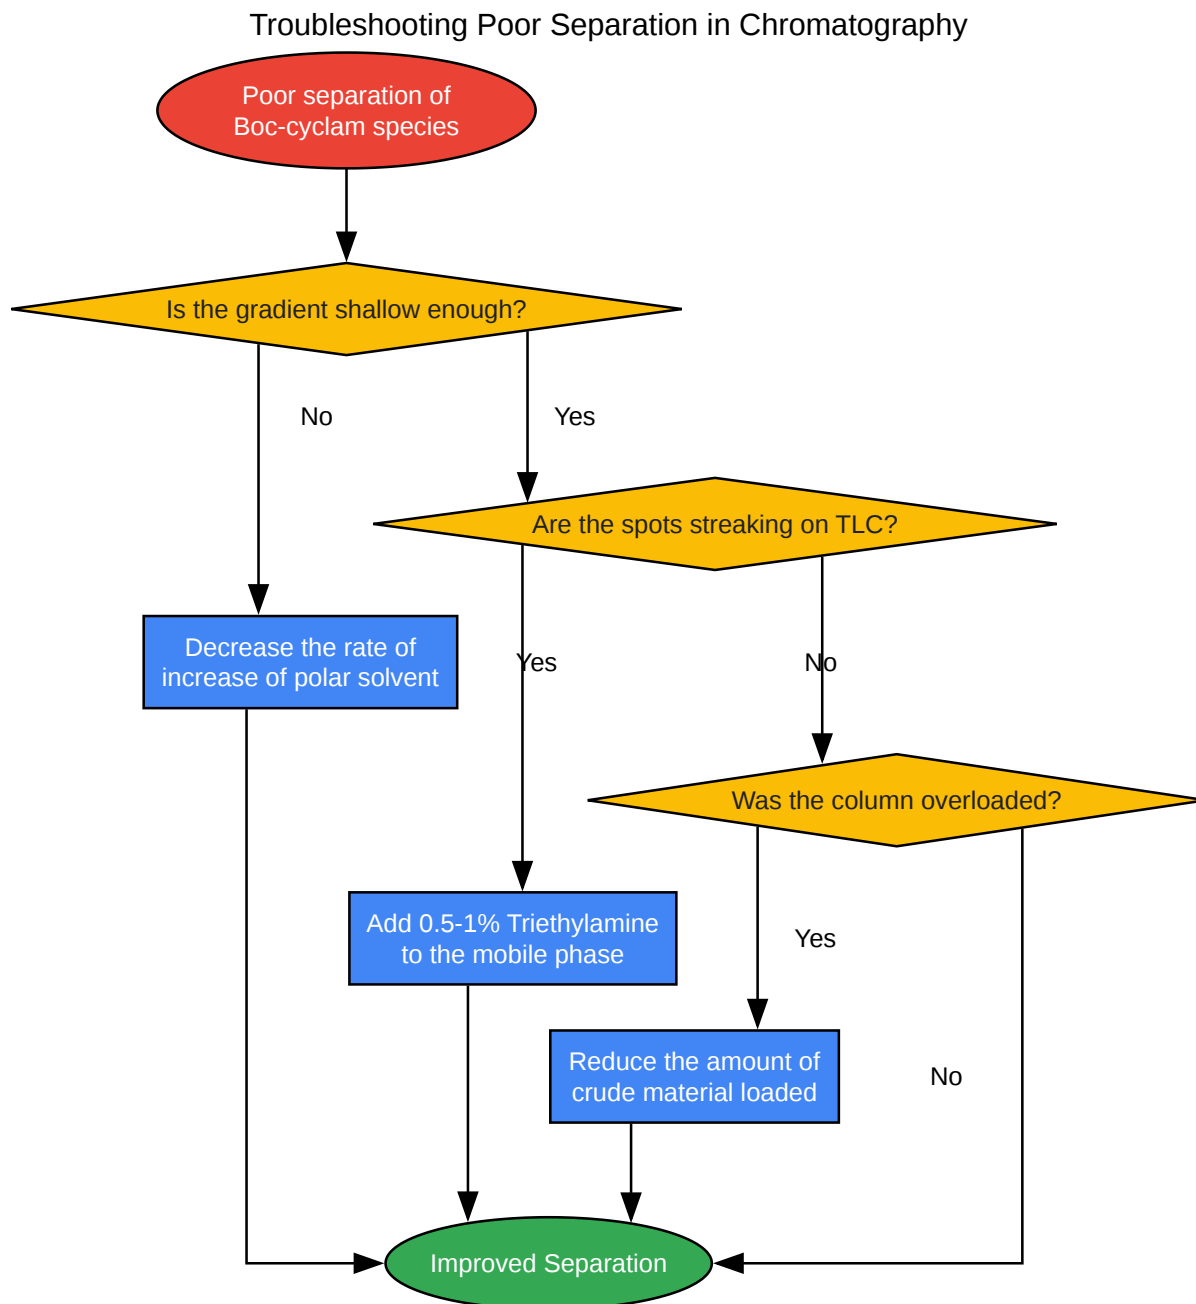 Troubleshooting Poor Separation in Chromatography
Poor separation of
Boc-cyclam species
Is the gradient shallow enough?
No
Yes
Are the spots streaking on TLC?
Decrease the rate of
increase of polar solvent
Yes
No
Was the column overloaded?
Add 0.5-1% Triethylamine
to the mobile phase
Yes
Reduce the amount of
crude material loaded
No
Improved Separation